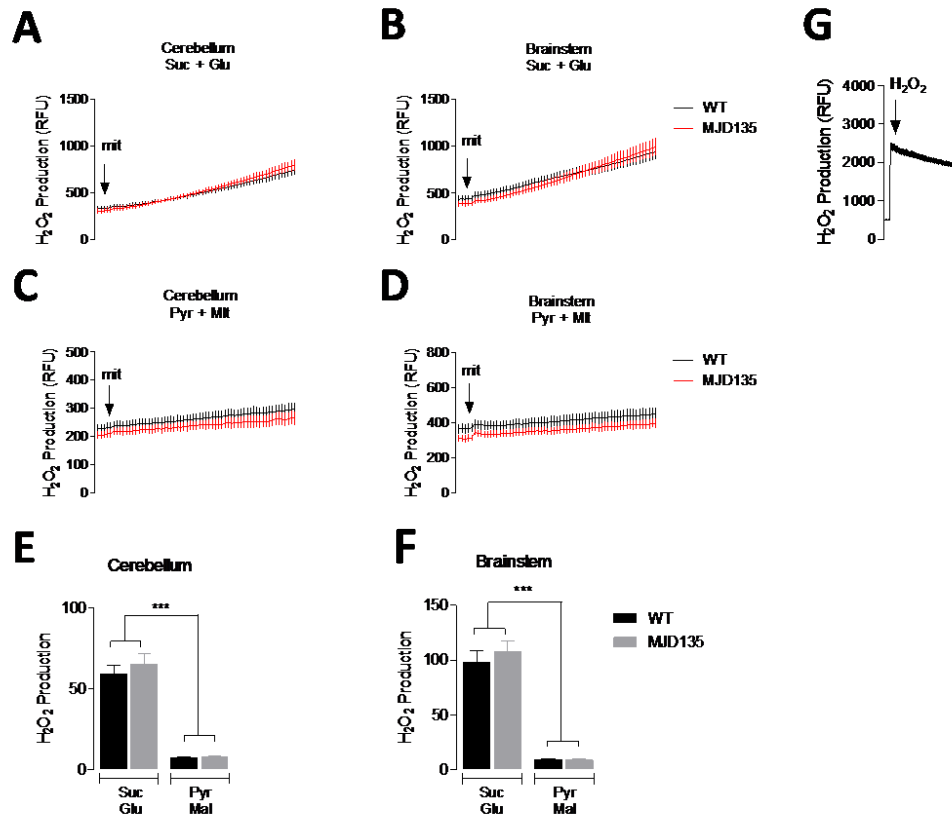 A
Cerebellum
Suc + Glu
H₂O₂ Production (RFU)
1500
1000
500
0
mit
B
Brainstem
Suc + Glu
H₂O₂ Production (RFU)
1500
1000
500
0
mit
WT
MJD135
G
H₂O₂ Production (RFU)
4000
3000
2000
1000
0
H₂O₂
C
Cerebellum
Pyr + Mlt
H₂O₂ Production (RFU)
500
400
300
200
100
0
mit
D
Brainstem
Pyr + Mlt
H₂O₂ Production (RFU)
800
600
400
200
0
mit
WT
MJD135
E
Cerebellum
H₂O₂ Production
100
50
0
***
Suc
Glu
Pyr
Mal
F
Brainstem
H₂O₂ Production
150
100
50
0
***
Suc
Glu
Pyr
Mal
WT
MJD135